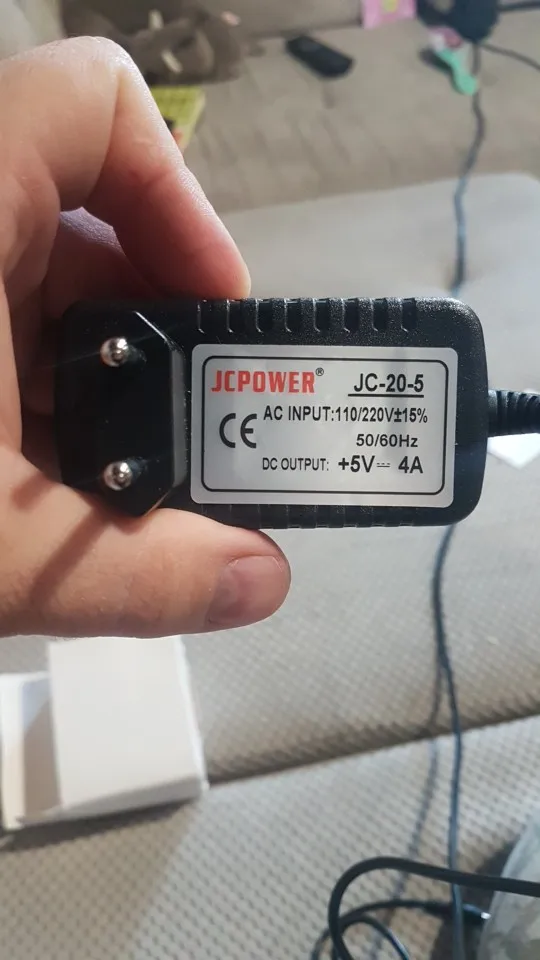 JCPOWER® JC-20-5
CE AC INPUT:110/220V±15%
50/60Hz
DC OUTPUT: +5V⎓ 4A